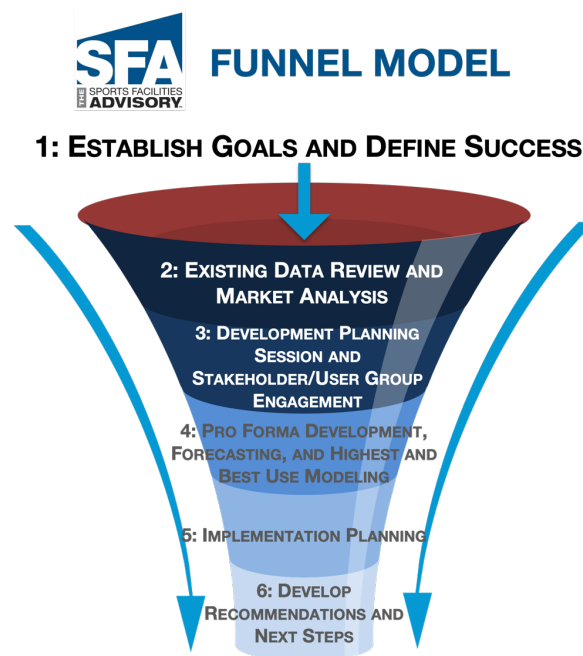 SFA
THE SPORTS FACILITIES
ADVISORY
FUNNEL MODEL
1: ESTABLISH GOALS AND DEFINE SUCCESS
2: EXISTING DATA REVIEW AND
MARKET ANALYSIS
3: DEVELOPMENT PLANNING
SESSION AND
STAKEHOLDER/USER GROUP
ENGAGEMENT
4: PRO FORMA DEVELOPMENT,
FORECASTING, AND HIGHEST AND
BEST USE MODELING
5: IMPLEMENTATION PLANNING
6: DEVELOP
RECOMMENDATIONS AND
NEXT STEPS